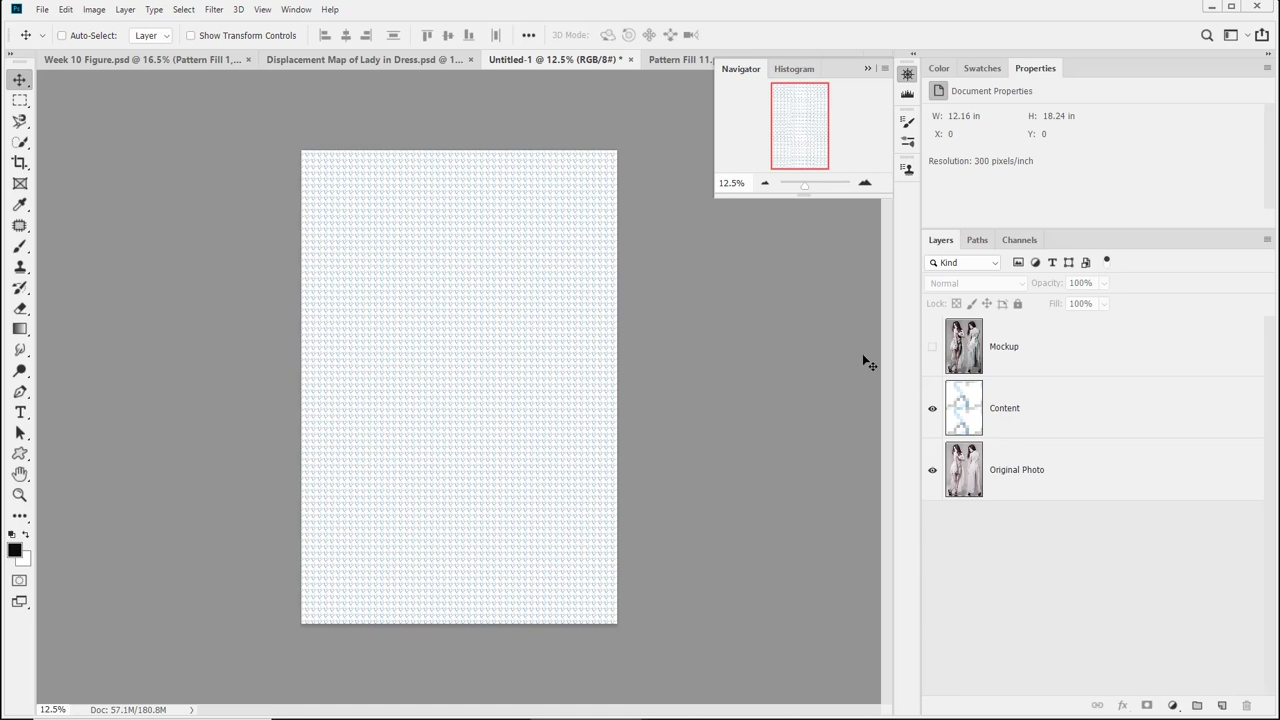 Ps File Edit Image Layer Type Select Filter 3D View Window Help
Auto-Select: Layer Show Transform Controls 3D Mode:
Week 10 Figure.psd @ 16.5% (Pattern Fill 1,... × Displacement Map of Lady in Dress.psd @ 1... × Untitled-1 @ 12.5% (RGB/8#) * × Pattern Fill 11.
Navigator Histogram
12.5%
Color Swatches Properties
Document Properties
W: 12.16 in H: 18.24 in
X: 0 Y: 0
Resolution: 300 pixels/inch
Layers Paths Channels
Kind
Normal Opacity: 100%
Lock: Fill: 100%
Mockup
Content
Original Photo
12.5% Doc: 57.1M/180.8M